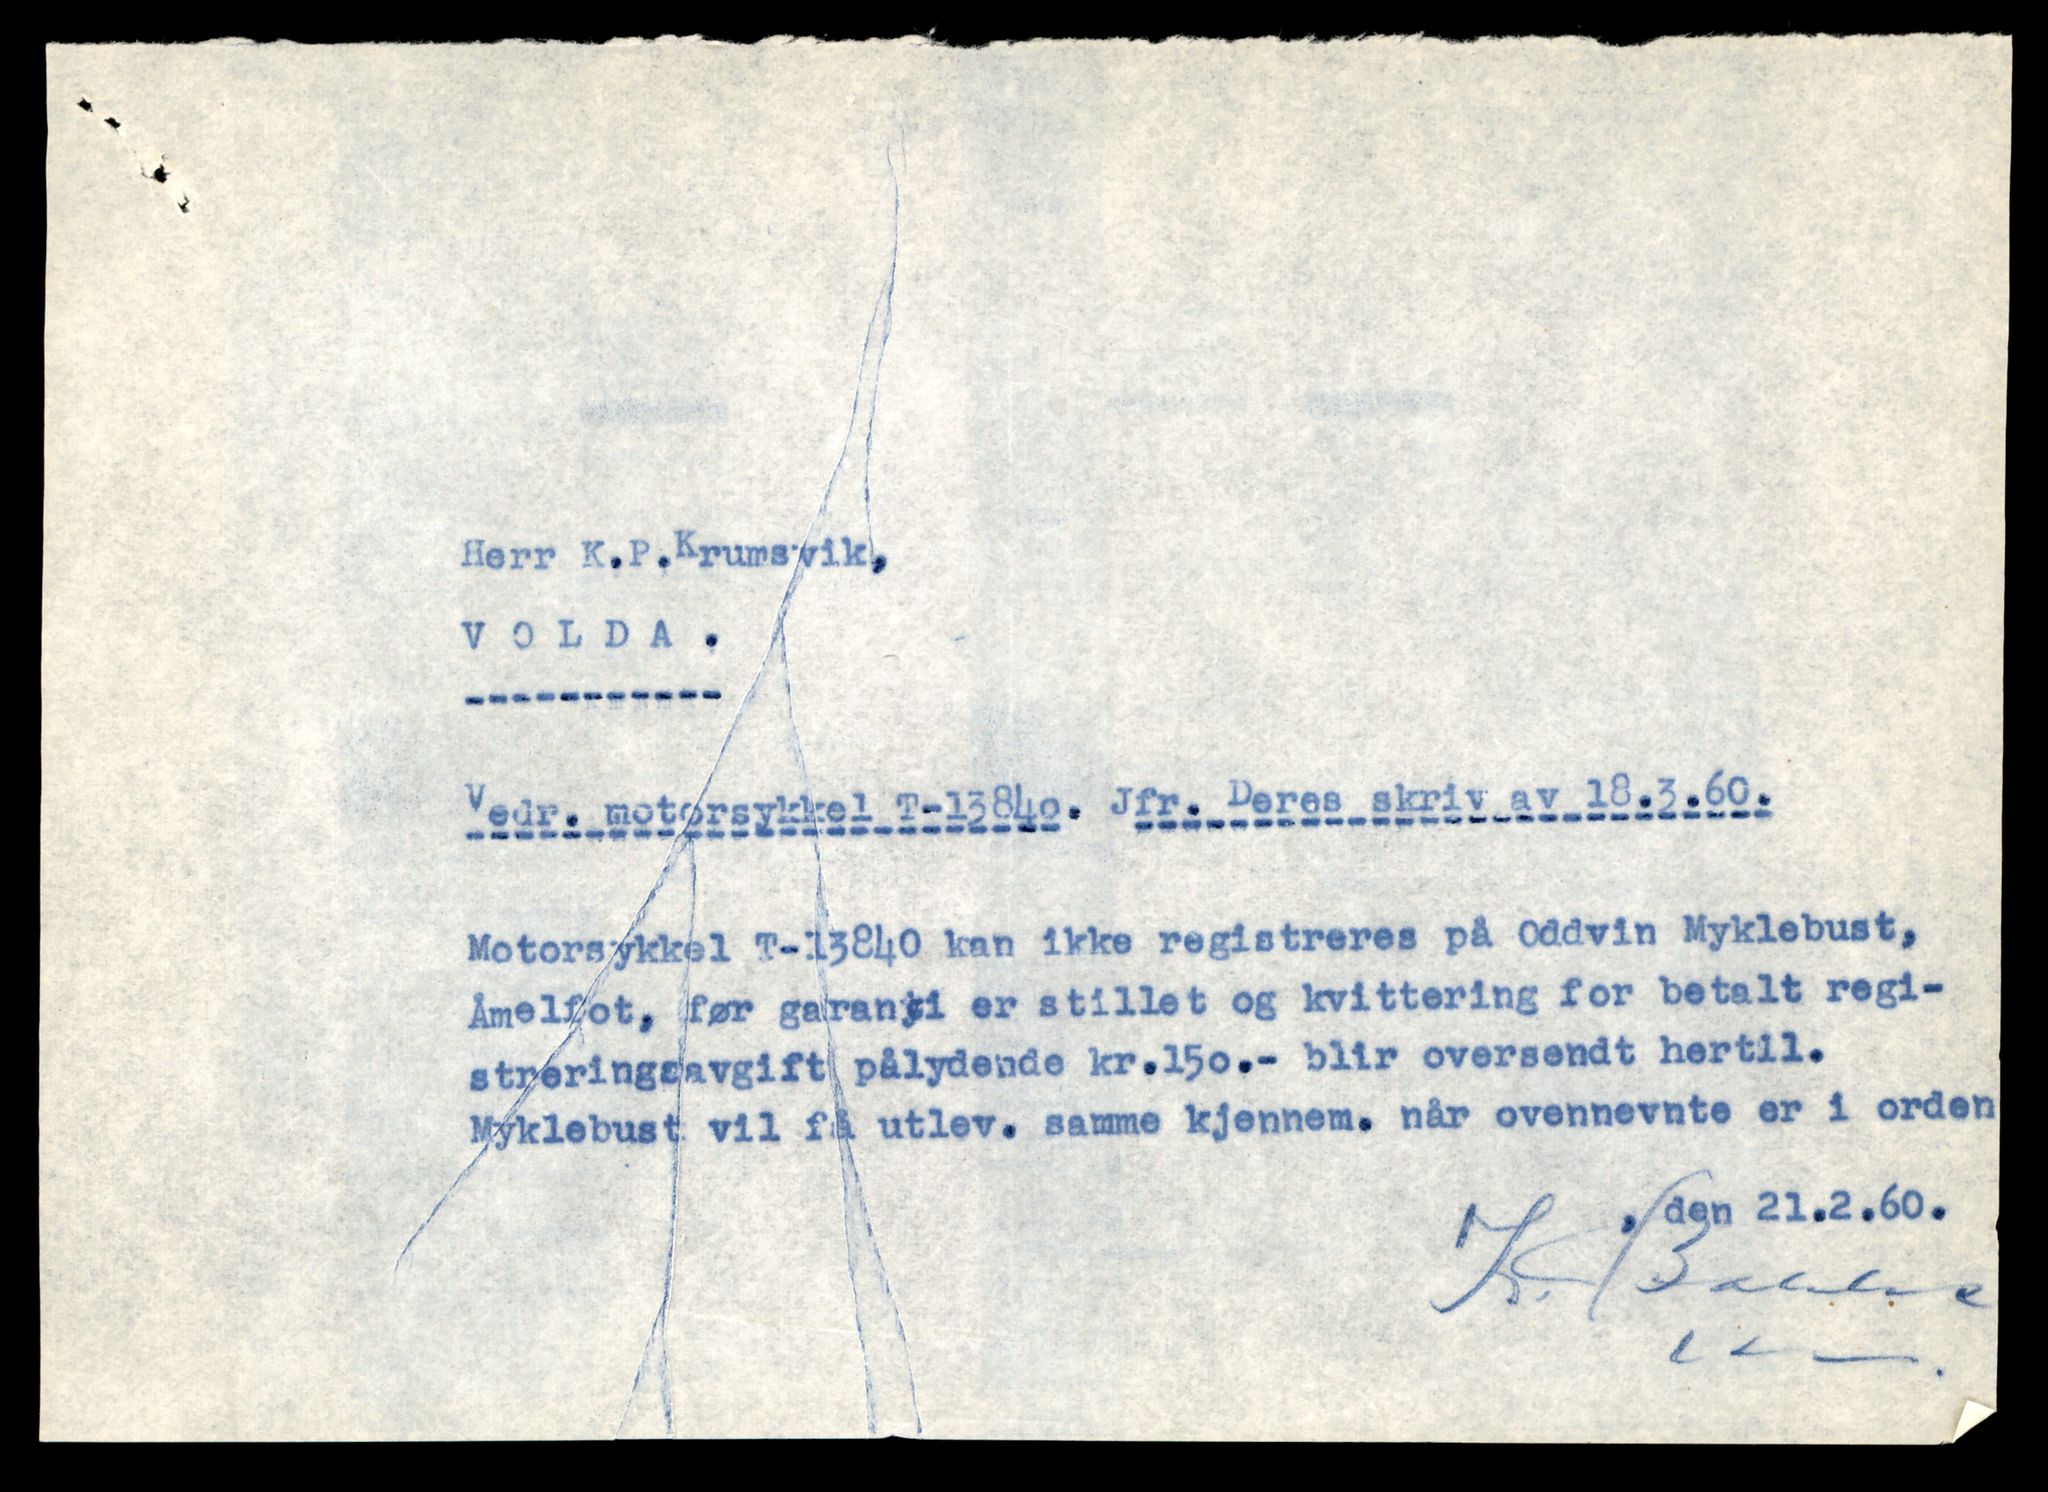 Herr K.P.Krumsvik,
V O L D A .
-----------
Vedr. motorsykkel T-1384o. Jfr. Deres skriv av 18.3.60.
Motorsykkel T-13840 kan ikke registreres på Oddvin Myklebust,
Åmelfot, før garanti er stillet og kvittering for betalt regi-
streringsavgift pålydende kr.15o.- blir oversendt hertil.
Myklebust vil få utlev. samme kjennem. når ovennevnte er i orden
, den 21.2.60.
K.